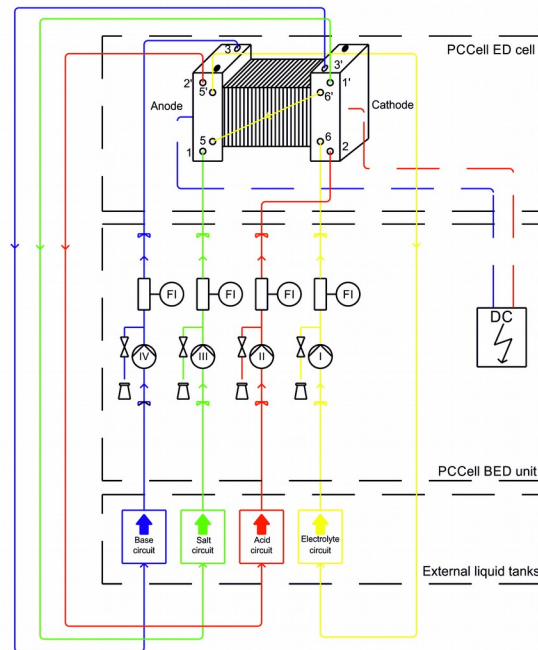 PCCell ED cell
3
3'
2'
5'
1'
6'
Anode
Cathode
5
6
1
2
FI
FI
FI
FI
DC
IV
III
II
I
PCCell BED unit
Base
circuit
Salt
circuit
Acid
circuit
Electrolyte
circuit
External liquid tanks